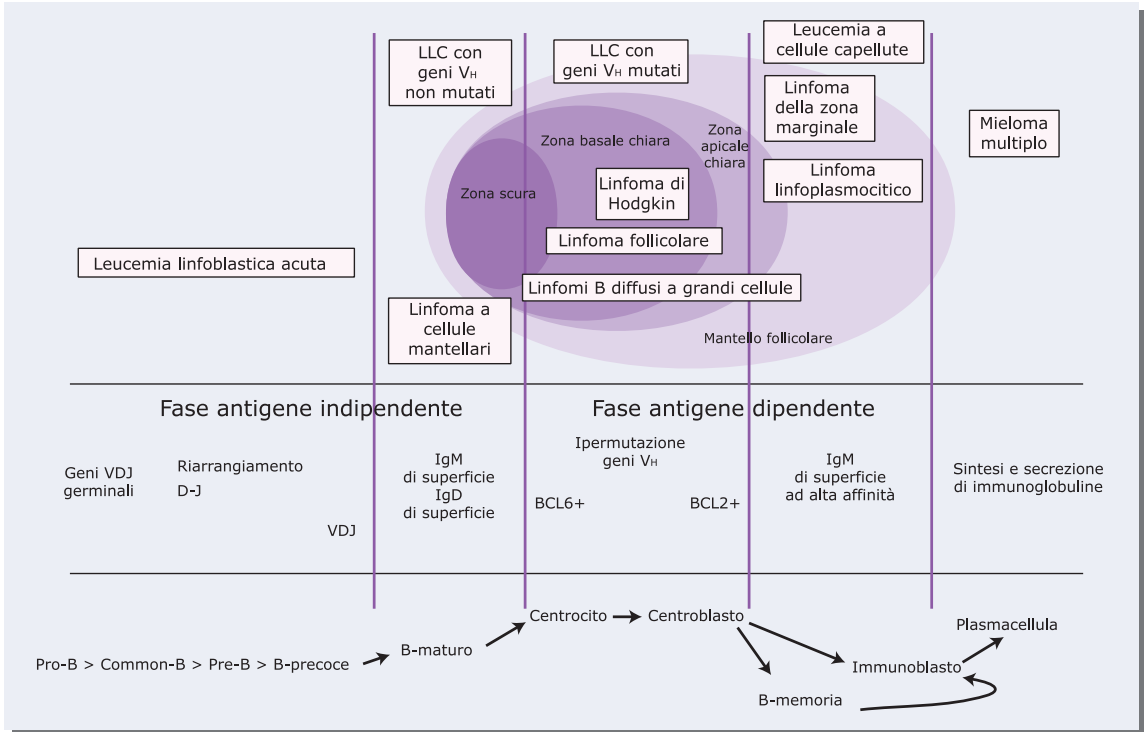 Leucemia a
cellule capellute
LLC con
geni VH
non mutati
LLC con
geni VH mutati
Linfoma
della zona
marginale
Mieloma
multiplo
Zona
apicale
chiara
Zona basale chiara
Linfoma
linfoplasmocitico
Zona scura
Linfoma di
Hodgkin
Linfoma follicolare
Leucemia linfoblastica acuta
Linfomi B diffusi a grandi cellule
Linfoma a
cellule
mantellari
Mantello follicolare
Fase antigene indipendente
Fase antigene dipendente
Geni VDJ
germinali
Riarrangiamento
D-J
VDJ
IgM
di superficie
IgD
di superficie
Ipermutazione
geni VH
BCL6+
BCL2+
IgM
di superficie
ad alta affinità
Sintesi e secrezione
di immunoglobuline
Pro-B > Common-B > Pre-B > B-precoce
B-maturo
Centrocito
Centroblasto
B-memoria
Immunoblasto
Plasmacellula